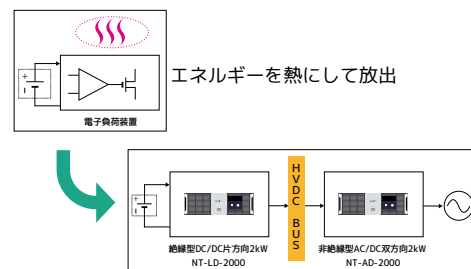 エネルギーを熱にして放出
電子負荷装置
HVDC BUS
絶縁型DC/DC片方向2kW
NT-LD-2000
非絶縁型AC/DC双方向2kW
NT-AD-2000